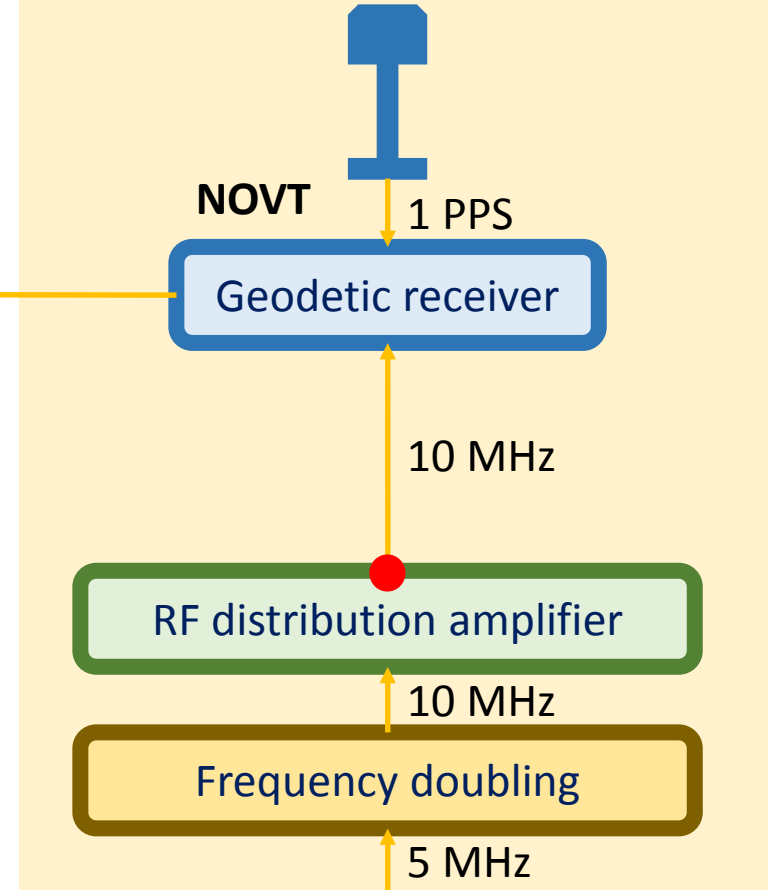 NOVT
1 PPS
Geodetic receiver
10 MHz
RF distribution amplifier
10 MHz
Frequency doubling
5 MHz